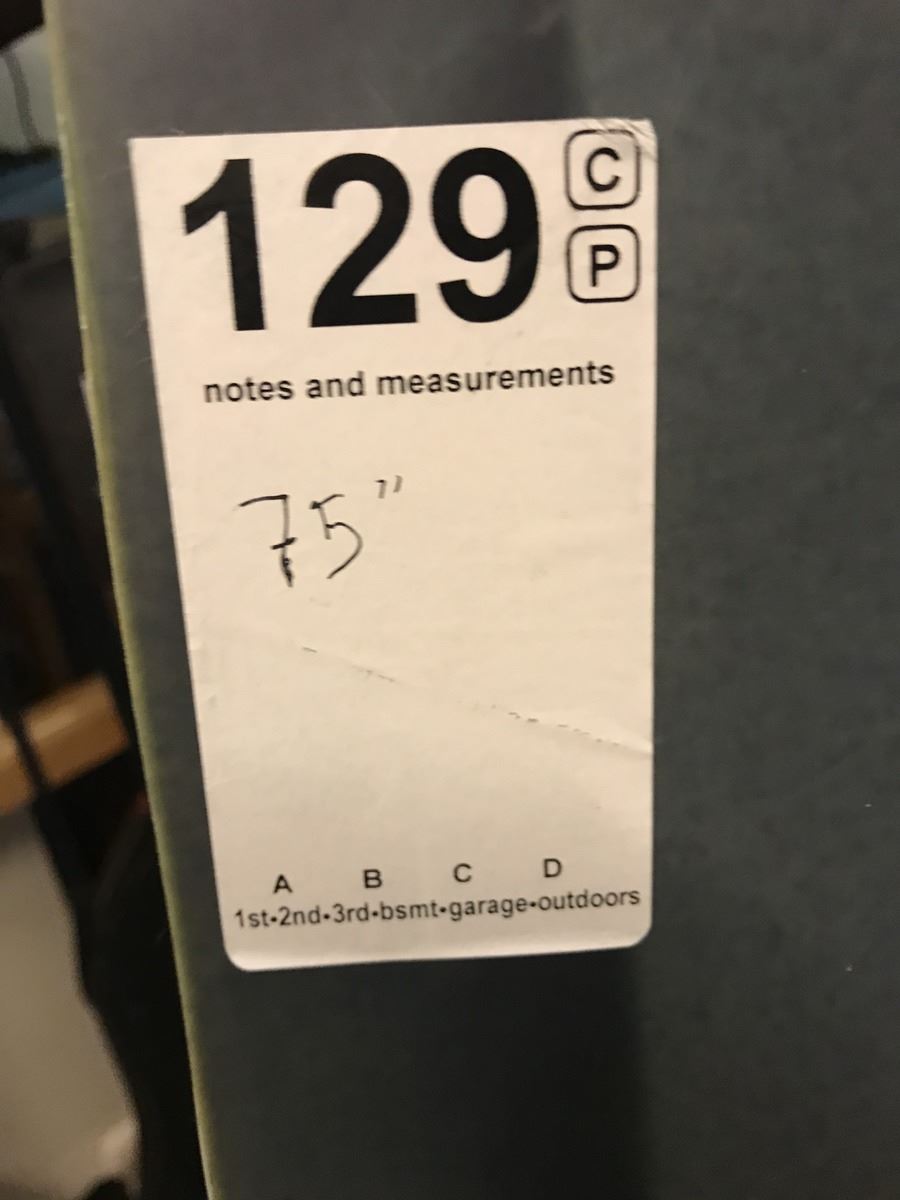 129 C
P
notes and measurements
75"
A B C D
1st-2nd-3rd-bsmt-garage-outdoors